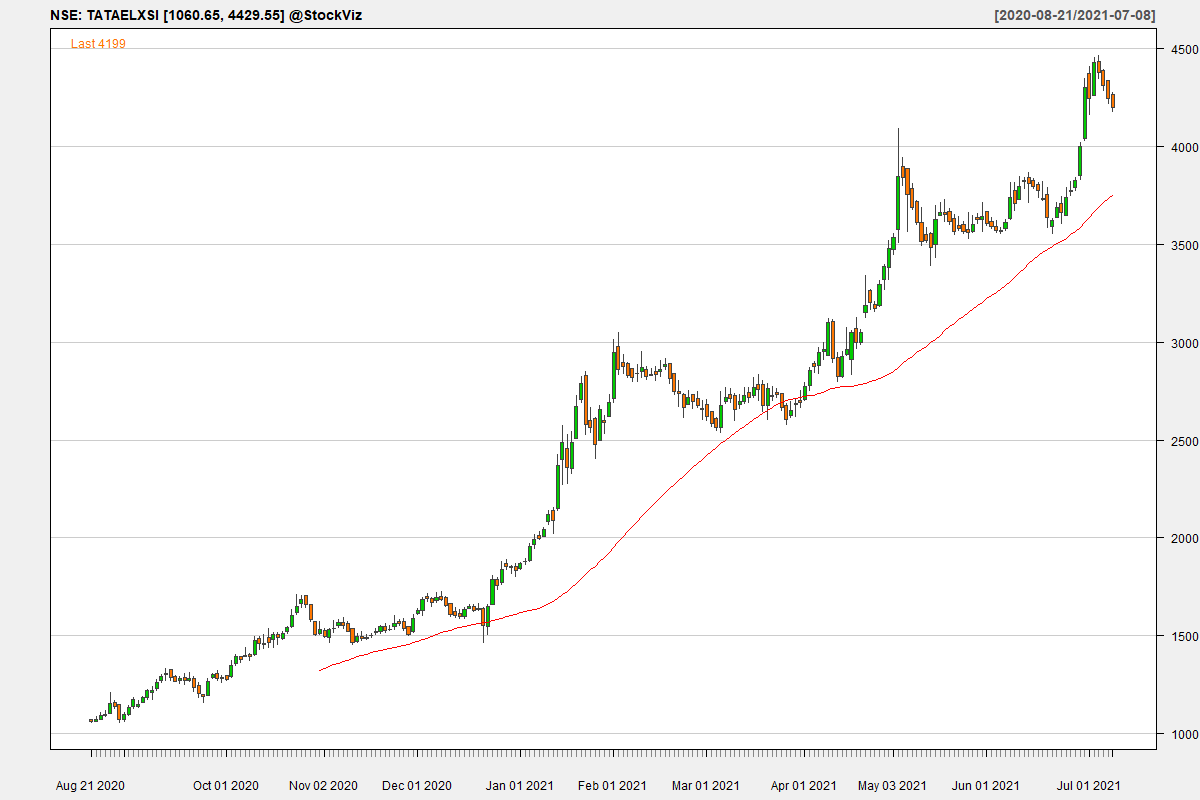 NSE: TATAELXSI [1060.65, 4429.55] @StockViz
[2020-08-21/2021-07-08]
Last 4199
4500
4000
3500
3000
2500
2000
1500
1000
Aug 21 2020
Oct 01 2020
Nov 02 2020
Dec 01 2020
Jan 01 2021
Feb 01 2021
Mar 01 2021
Apr 01 2021
May 03 2021
Jun 01 2021
Jul 01 2021